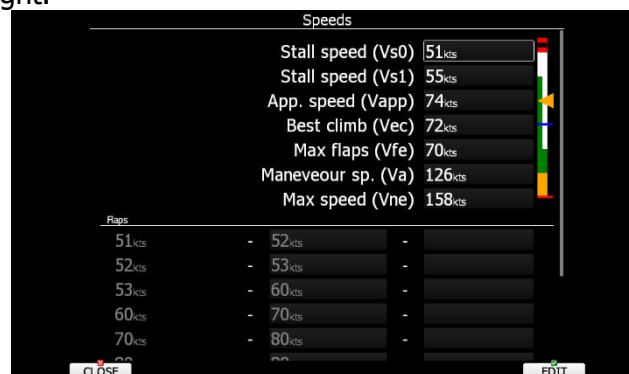 ght.
Speeds
Stall speed (Vs0) 51kts
Stall speed (Vs1) 55kts
App. speed (Vapp) 74kts
Best climb (Vec) 72kts
Max flaps (Vfe) 70kts
Maneveour sp. (Va) 126kts
Max speed (Vne) 158kts
Flaps
51kts - 52kts -
52kts - 53kts -
53kts - 60kts -
60kts - 70kts -
70kts - 80kts -
CLOSE EDIT